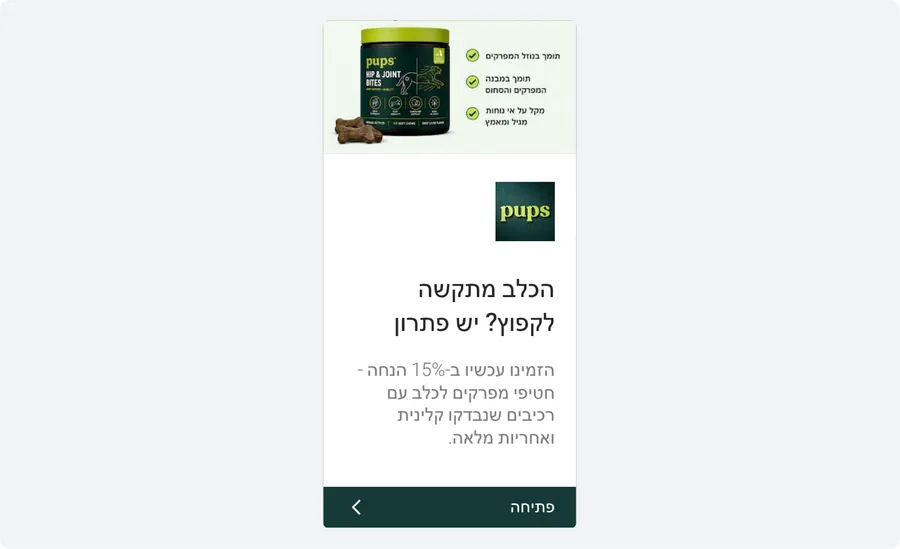 pups
HIP & JOINT
BITES
תומך בנוזל המפרקים
תומך במבנה
המפרקים והסחוס
מקל על אי נוחות
מגיל ומאמץ
pups
הכלב מתקשה
לקפוץ? יש פתרון
הזמינו עכשיו ב-15% הנחה -
חטיפי מפרקים לכלב עם
רכיבים שנבדקו קלינית
ואחריות מלאה.
פתיחה